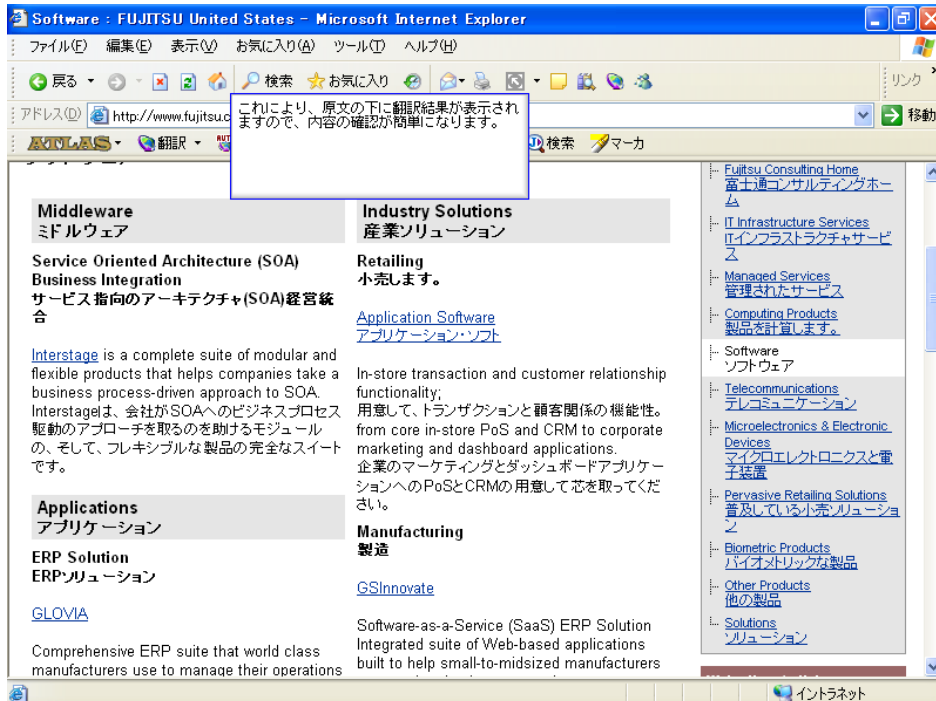 Software : FUJITSU United States - Microsoft Internet Explorer
ファイル(F) 編集(E) 表示(V) お気に入り(A) ツール(T) ヘルプ(H)
戻る 検索 お気に入り リンク
アドレス(D) http://www.fujitsu.c 移動
これにより、原文の下に翻訳結果が表示され
ますので、内容の確認が簡単になります。
ATLAS 翻訳 検索 マーカ
Middleware
ミドルウェア
Service Oriented Architecture (SOA)
Business Integration
サービス指向のアーキテクチャ(SOA)経営統
合
Interstage is a complete suite of modular and
flexible products that helps companies take a
business process-driven approach to SOA.
Interstageは、会社がSOAへのビジネスプロセス
駆動のアプローチを取るのを助けるモジュール
の、そして、フレキシブルな製品の完全なスイート
です。
Applications
アプリケーション
ERP Solution
ERPソリューション
GLOVIA
Comprehensive ERP suite that world class
manufacturers use to manage their operations
Industry Solutions
産業ソリューション
Retailing
小売します。
Application Software
アプリケーション・ソフト
In-store transaction and customer relationship
functionality;
用意して、トランザクションと顧客関係の機能性。
from core in-store PoS and CRM to corporate
marketing and dashboard applications.
企業のマーケティングとダッシュボードアプリケー
ションへのPoSとCRMの用意して芯を取ってくだ
さい。
Manufacturing
製造
GSInnovate
Software-as-a-Service (SaaS) ERP Solution
Integrated suite of Web-based applications
built to help small-to-midsized manufacturers
Fujitsu Consulting Home
富士通コンサルティングホー
ム
IT Infrastructure Services
ITインフラストラクチャサービ
ス
Managed Services
管理されたサービス
Computing Products
製品を計算します。
Software
ソフトウェア
Telecommunications
テレコミュニケーション
Microelectronics & Electronic
Devices
マイクロエレクトロニクスと電
子装置
Pervasive Retailing Solutions
普及している小売ソリューショ
ン
Biometric Products
バイオメトリックな製品
Other Products
他の製品
Solutions
ソリューション
イントラネット